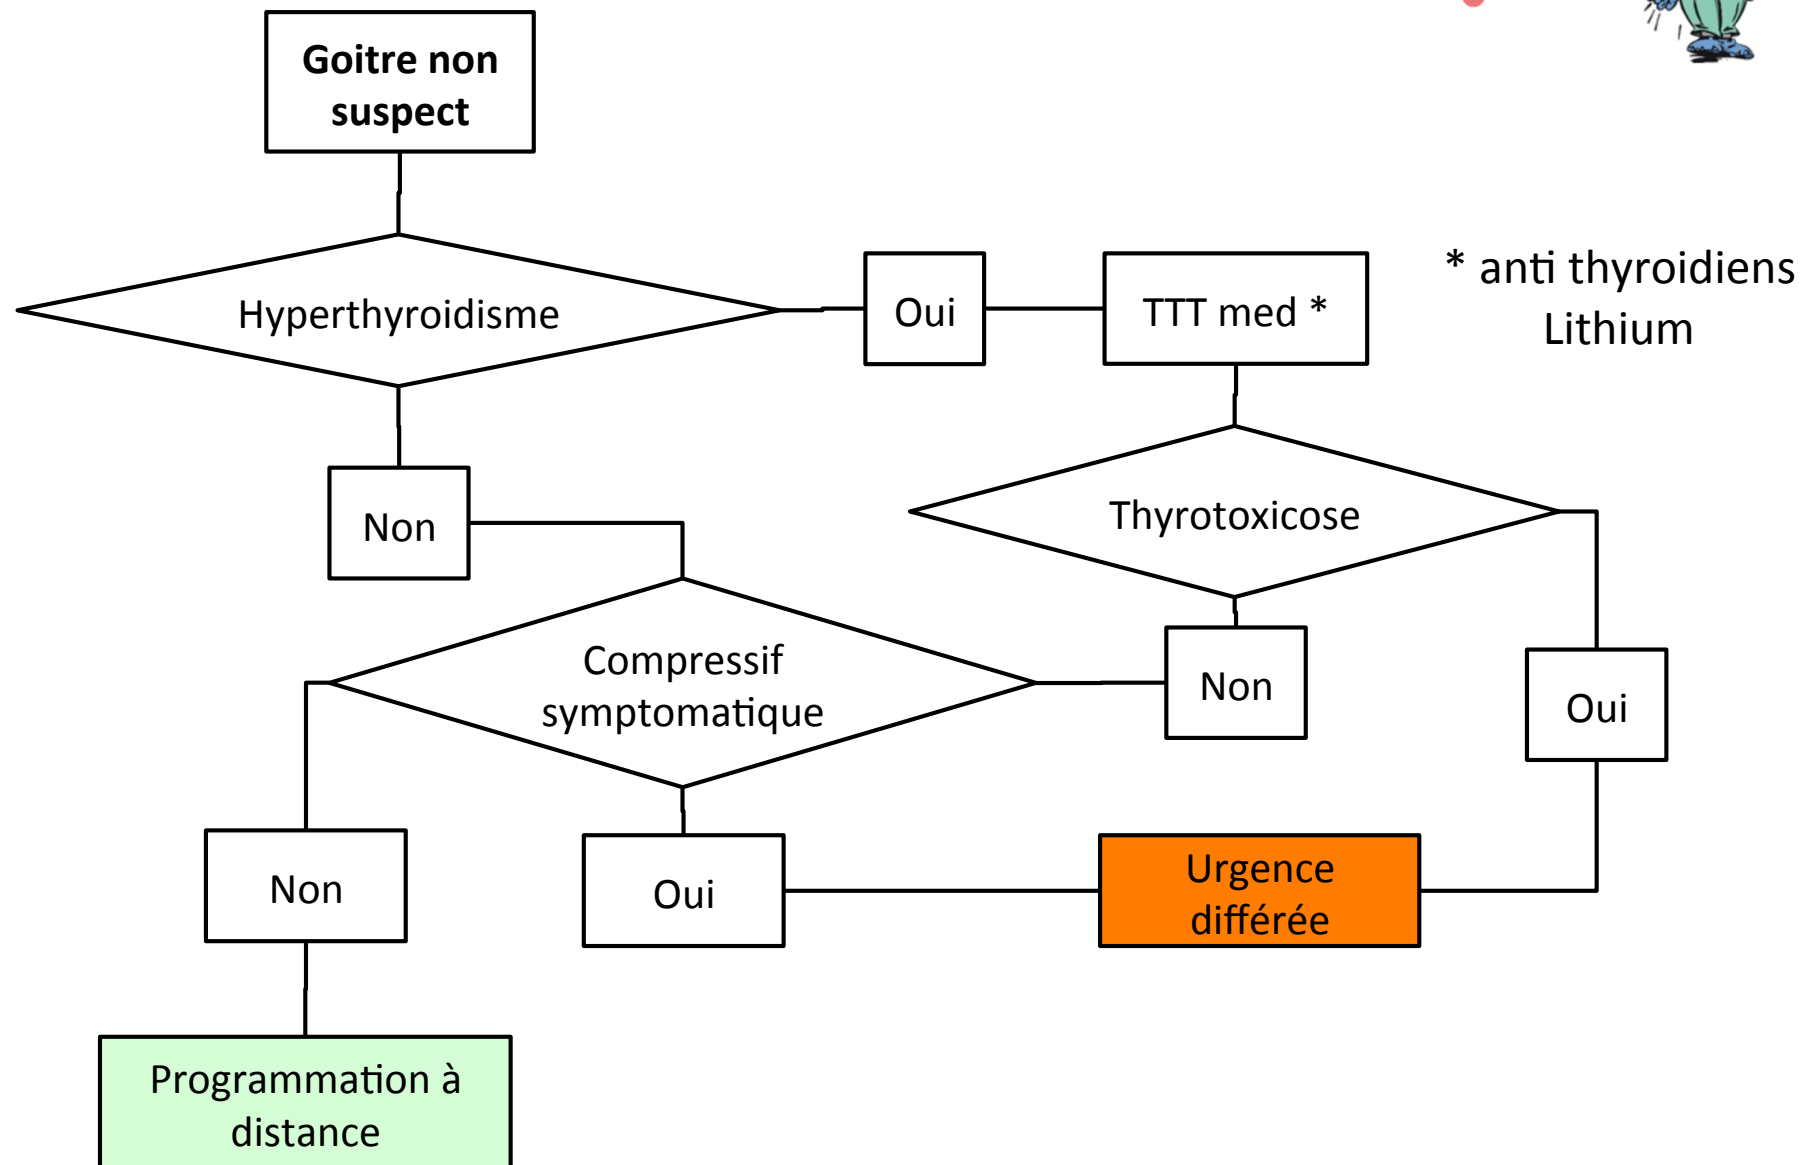 Goitre non
suspect
Hyperthyroidisme
Oui
TTT med *
* anti thyroidiens
Lithium
Non
Thyrotoxicose
Compressif
symptomatique
Non
Oui
Non
Oui
Urgence
différée
Programmation à
distance